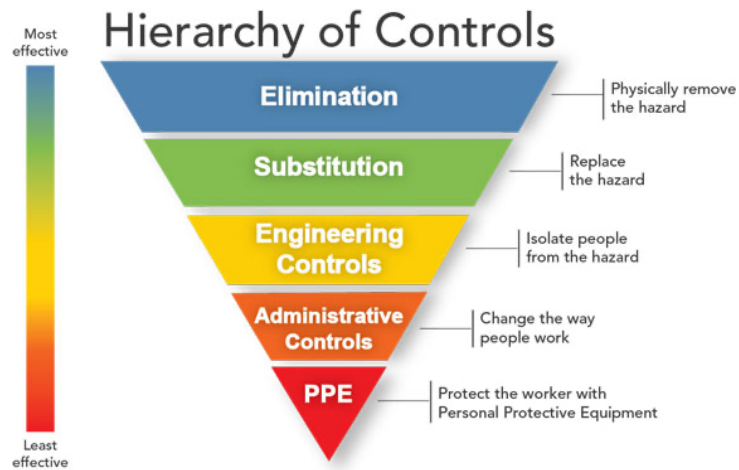 Hierarchy of Controls
Most
effective
Elimination
Physically remove
the hazard
Substitution
Replace
the hazard
Engineering
Controls
Isolate people
from the hazard
Administrative
Controls
Change the way
people work
PPE
Protect the worker with
Personal Protective Equipment
Least
effective